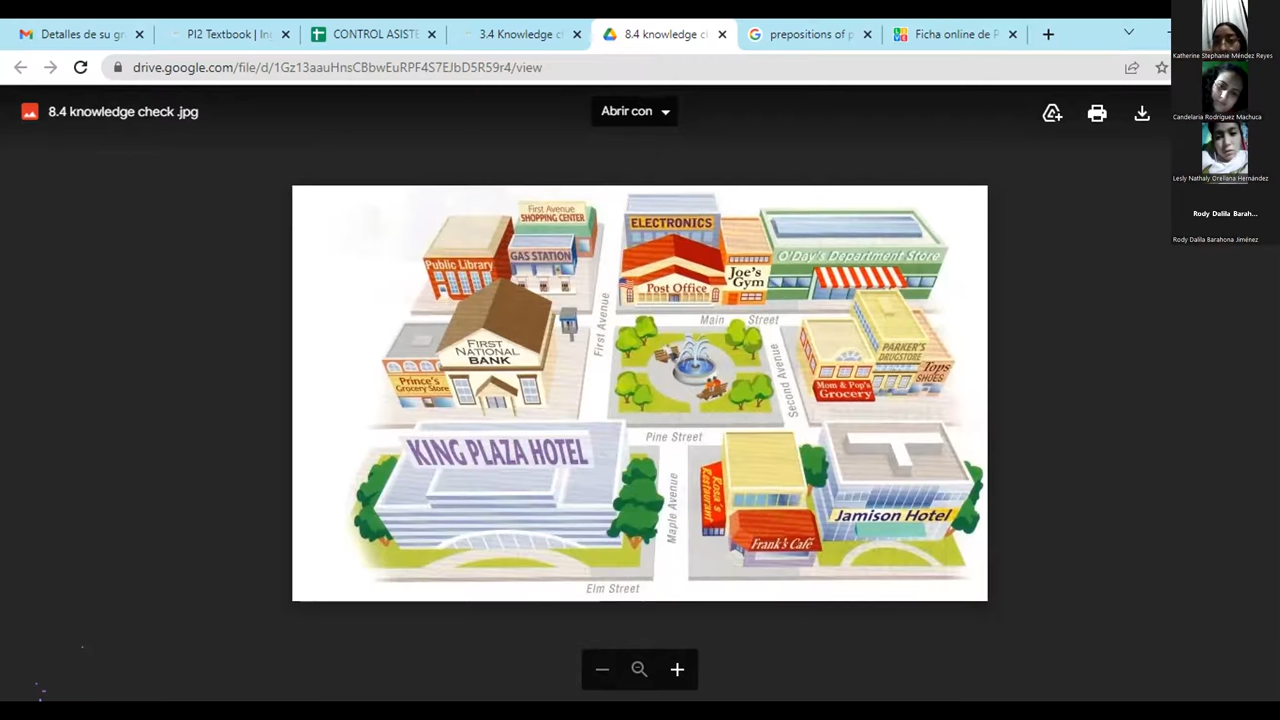 Detalles de su gr
PI2 Textbook | In
CONTROL ASIST
3.4 Knowledge c
8.4 knowledge c
prepositions of p
Ficha online de P
drive.google.com/file/d/1Gz13aauHnsCBbwEuRPF4S7EJbD5R59r4/view
8.4 knowledge check .jpg
Abrir con
Katherine Stephanie Méndez Reyes
Candelaria Rodríguez Machuca
Lesly Nathaly Orellana Hernández
Rody Dalila Barah...
Rody Dalila Barahona Jiménez
First Avenue
SHOPPING CENTER
Public Library
GAS STATION
ELECTRONICS
Post Office
Joe's
Gym
O'Day's Department Store
Main Street
First Avenue
FIRST
NATIONAL
BANK
Prince's
Grocery Store
Second Avenue
PARKER'S
DRUGSTORE
Mom & Pop's
Grocery
Tops
SHOES
Pine Street
KING PLAZA HOTEL
Maple Avenue
Rosa's
Restaurant
Frank's Café
Jamison Hotel
Elm Street